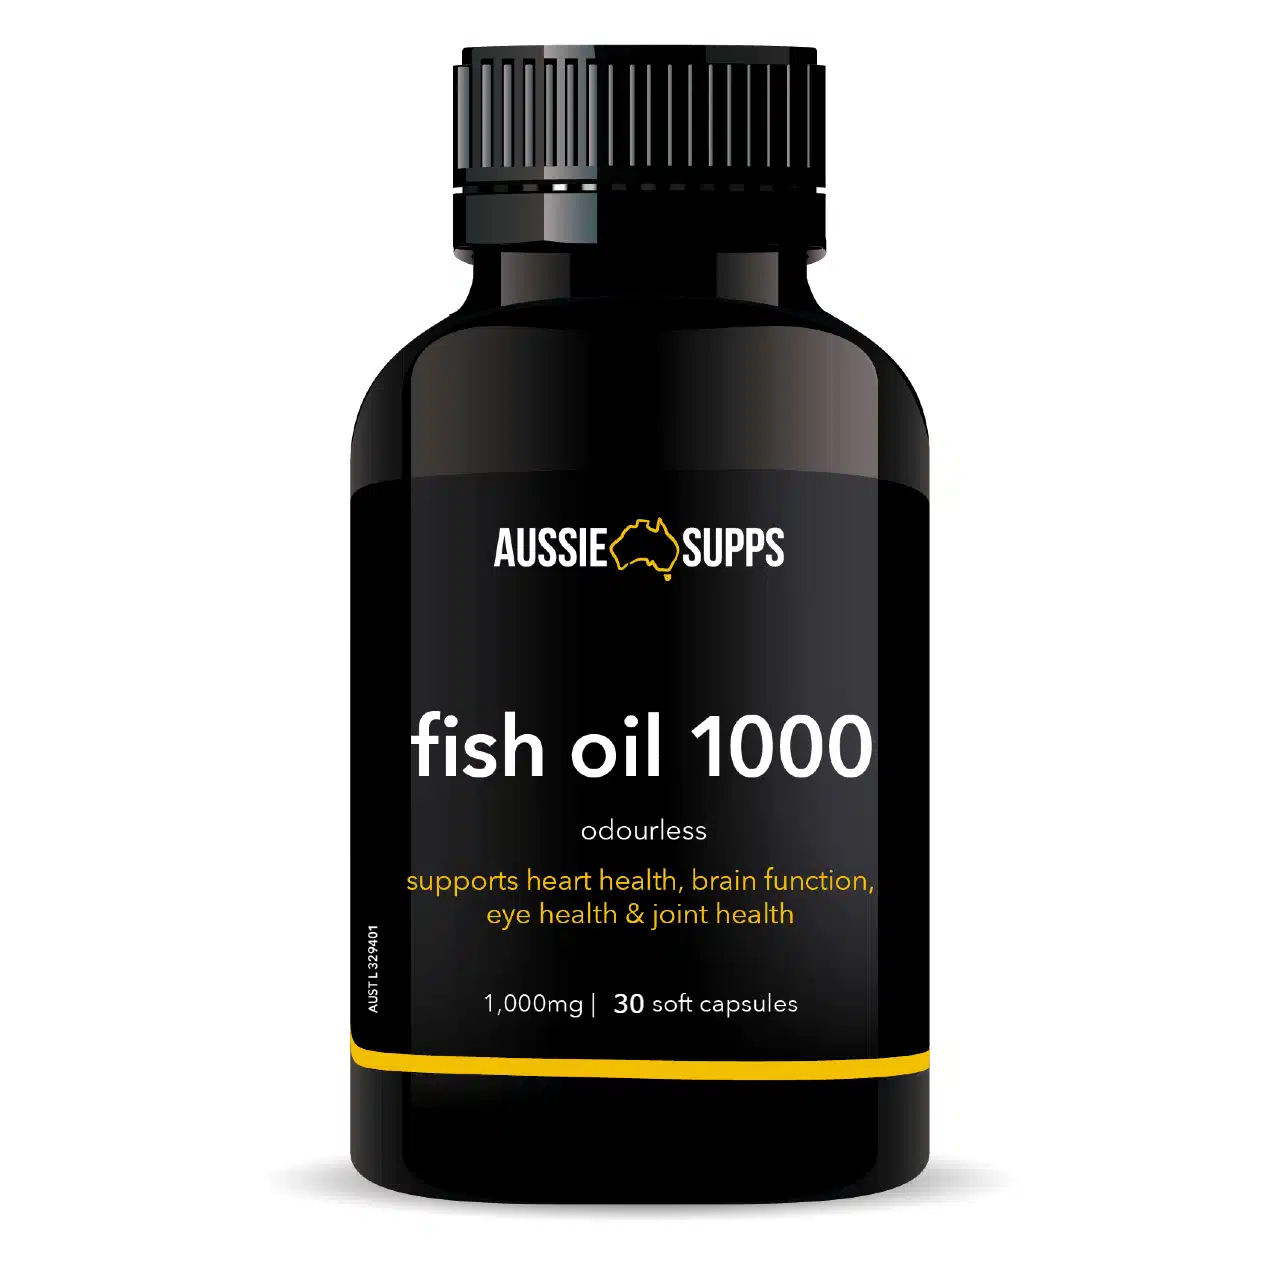 AUSSIE SUPPS
fish oil 1000
odourless
supports heart health, brain function,
eye health & joint health
AUST L 329401
1,000mg | 30 soft capsules